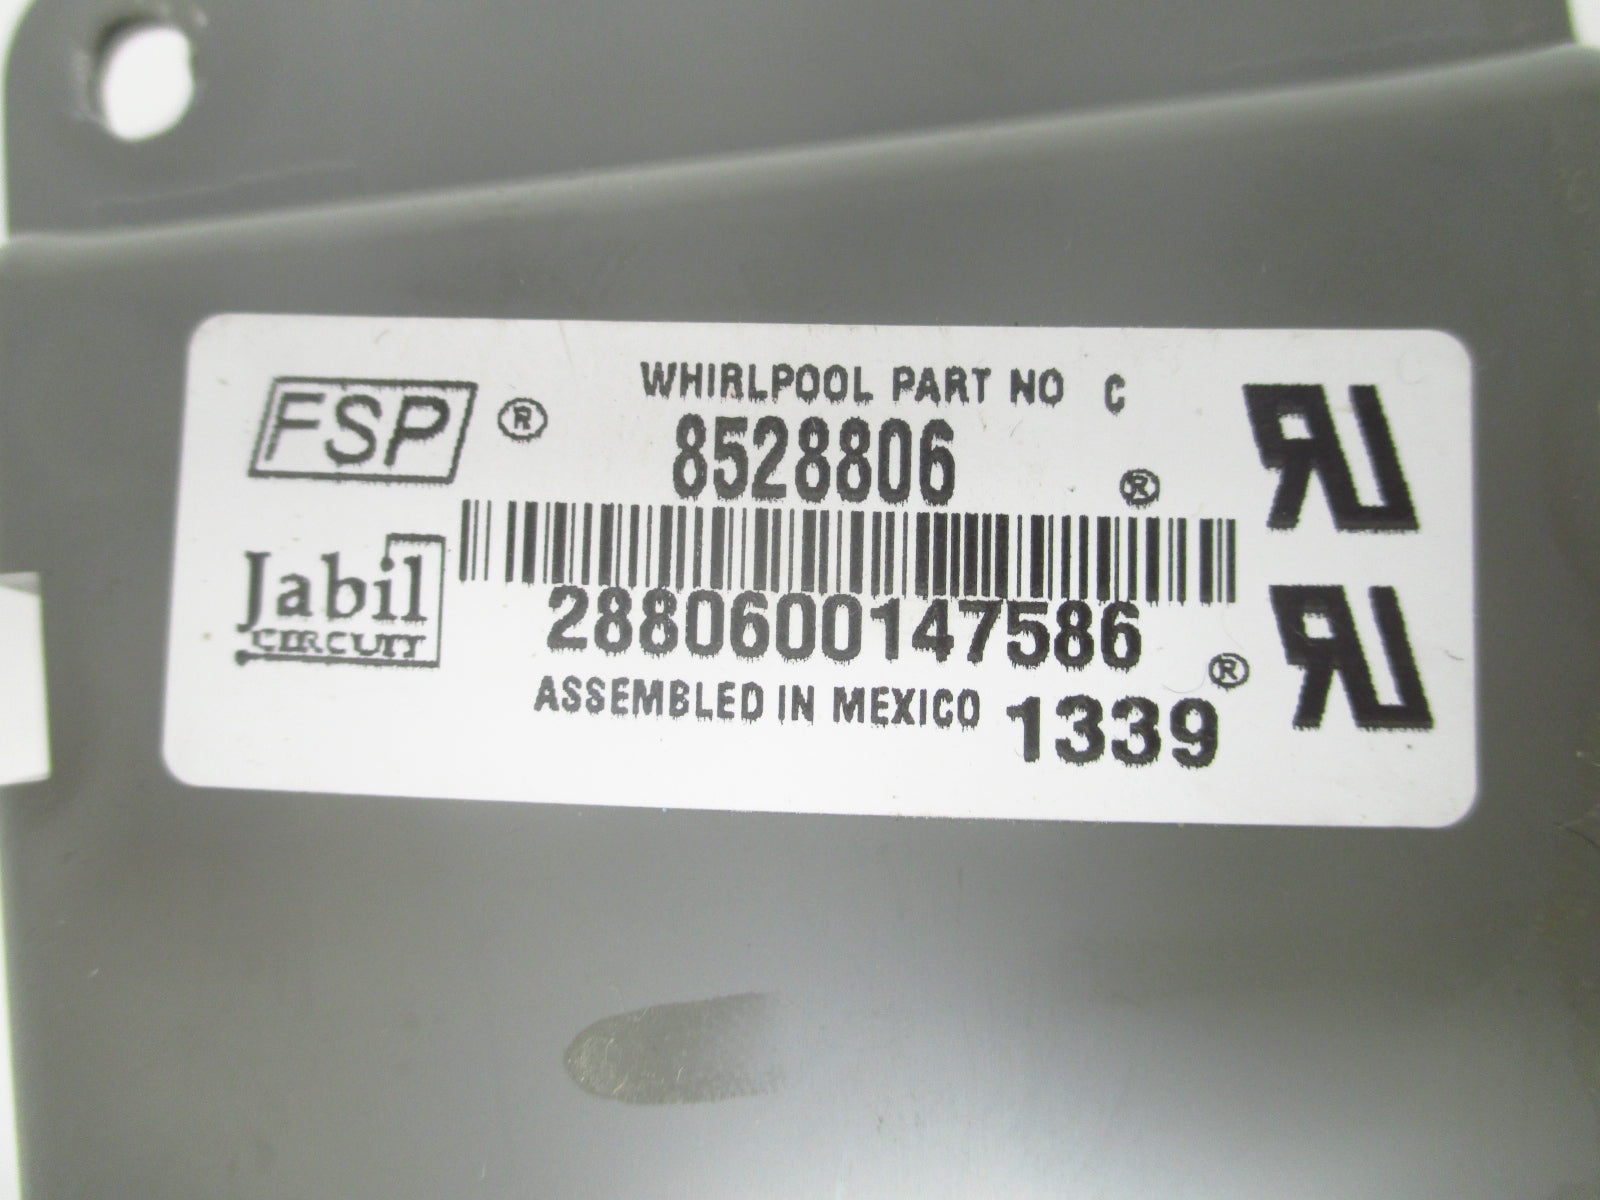 FSP ®
WHIRLPOOL PART NO C
8528806
®
Jabil
CIRCUIT
2880600147586
ASSEMBLED IN MEXICO 1339
®